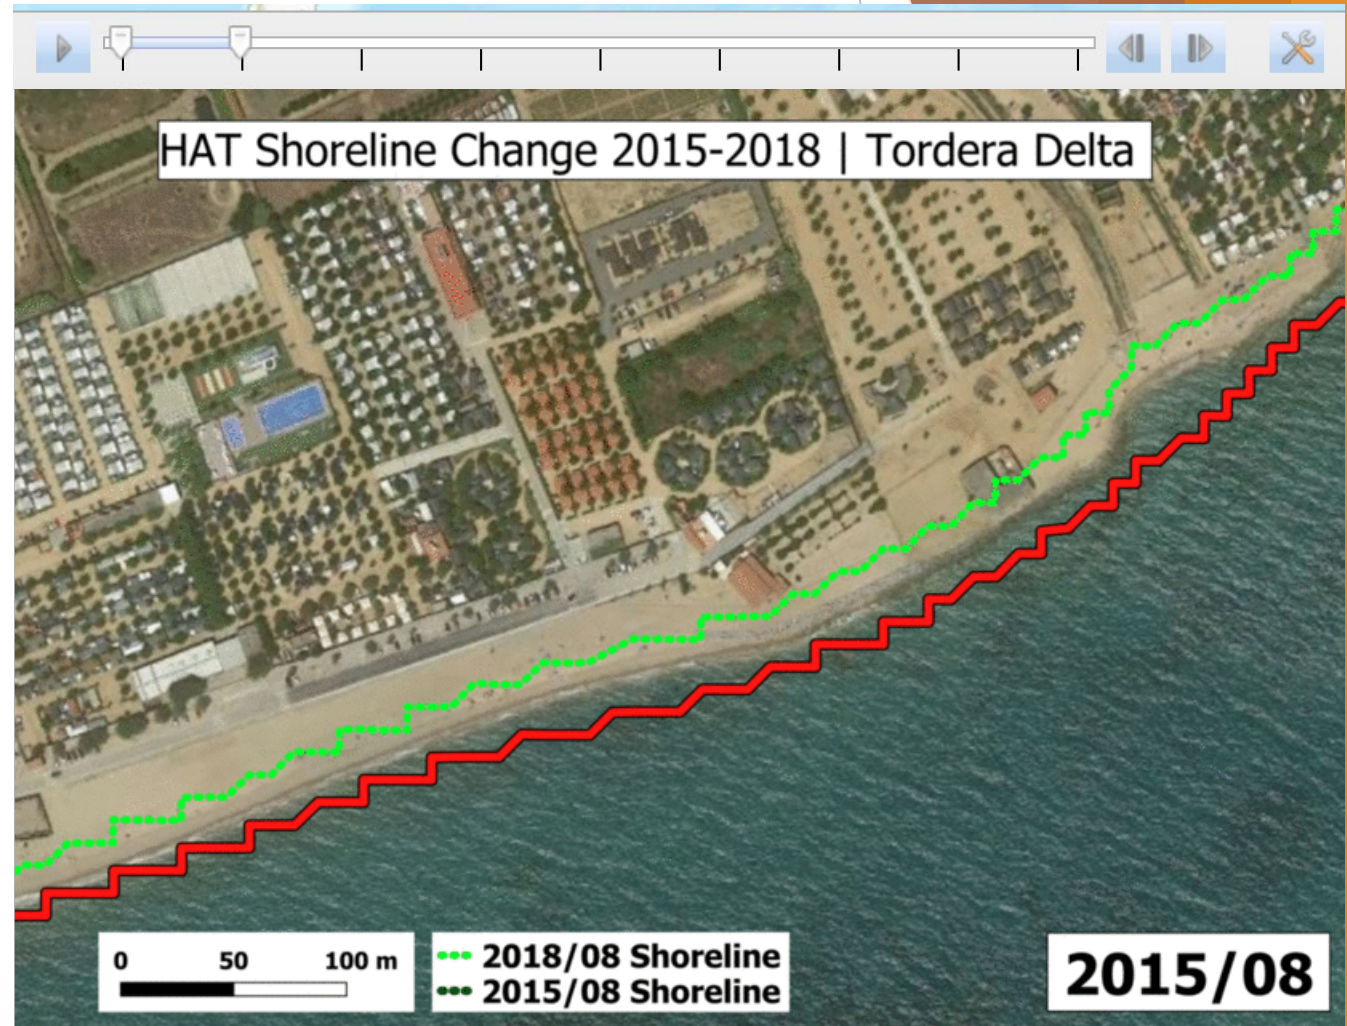 HAT Shoreline Change 2015-2018 | Tordera Delta
0 50 100 m
2018/08 Shoreline
2015/08 Shoreline
2015/08